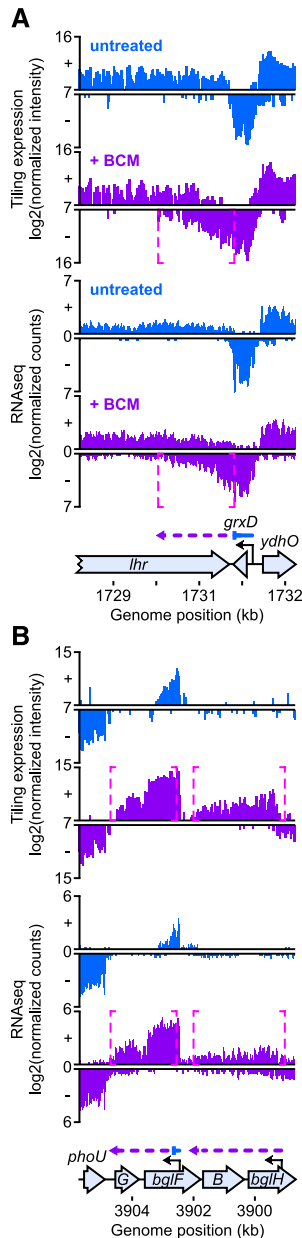 A
Tiling expression
log2(normalized intensity)
16
untreated
+
7
-
16
+ BCM
+
7
-
16
RNAseq
log2(normalized counts)
7
untreated
+
0
-
7
7
+ BCM
+
0
-
7
grxD
ydhO
lhr
1729
1731
1732
Genome position (kb)
B
Tiling expression
log2(normalized intensity)
15
+
7
-
15
+
7
-
15
RNAseq
log2(normalized counts)
6
+
0
-
6
+
0
-
6
phoU
G
bglF
B
bglH
3904
3902
3900
Genome position (kb)